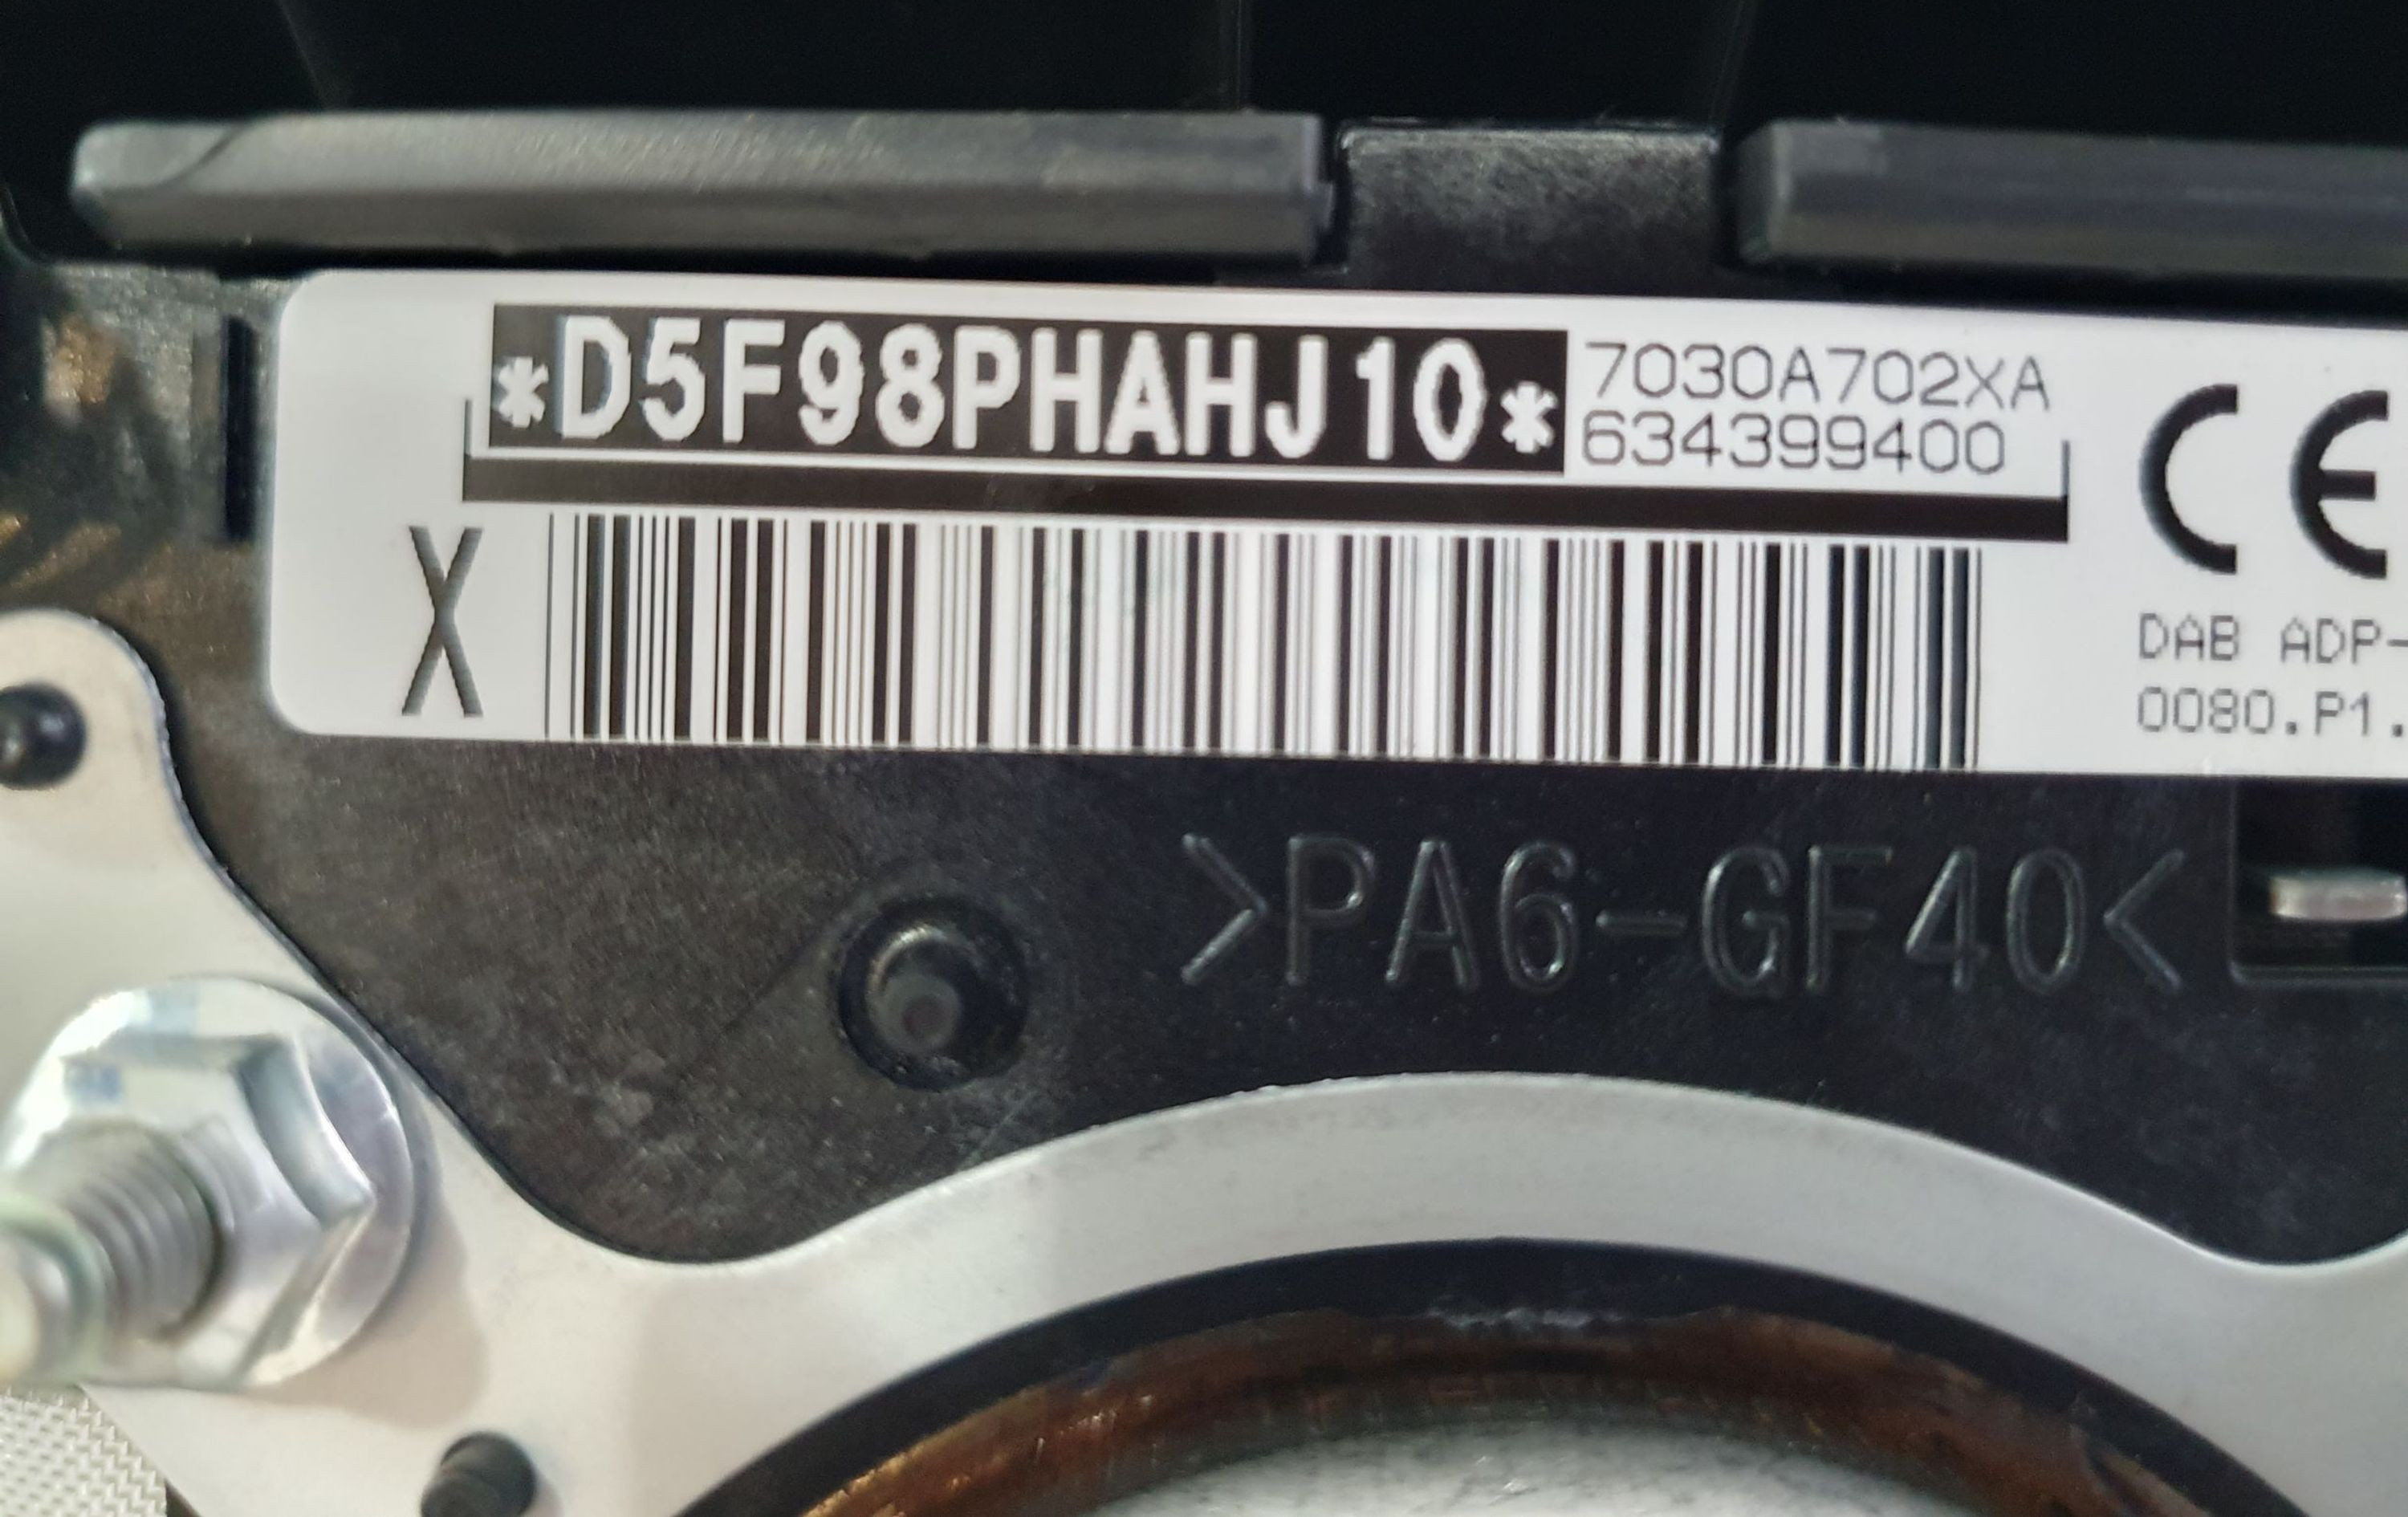 *D5F98PHAHJ10*
7030A702XA
634399400
CE
X
DAB ADP-
0080.P1.
>PA6-GF40<